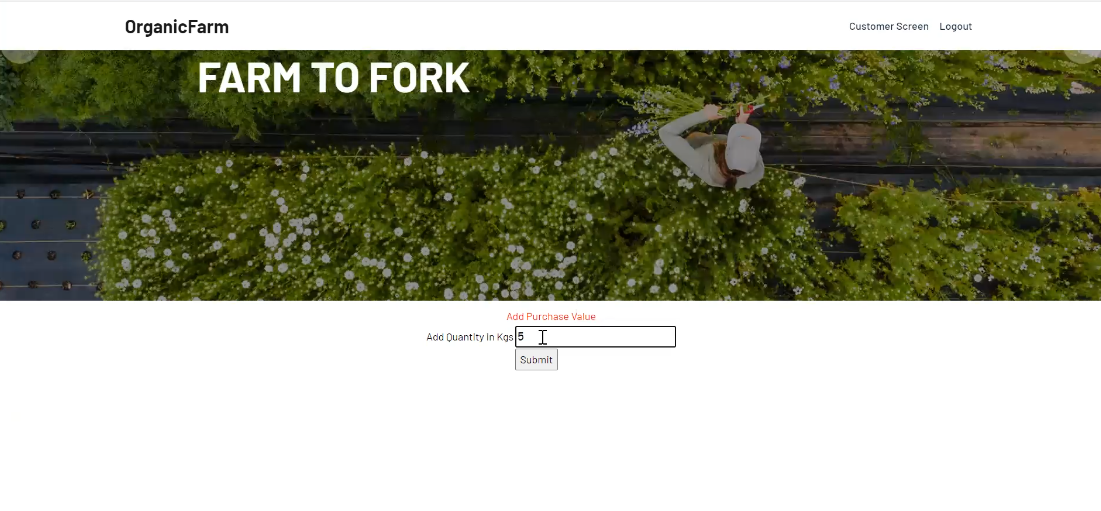 OrganicFarm
Customer Screen Logout
FARM TO FORK
Add Purchase Value
Add Quantity In Kgs 5
Submit